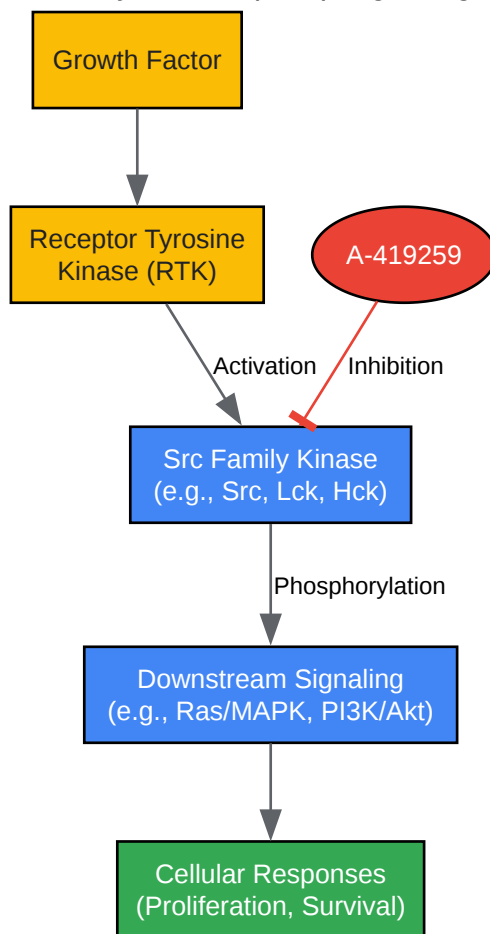 Growth Factor
Receptor Tyrosine
Kinase (RTK)
A-419259
Activation
Inhibition
Src Family Kinase
(e.g., Src, Lck, Hck)
Phosphorylation
Downstream Signaling
(e.g., Ras/MAPK, PI3K/Akt)
Cellular Responses
(Proliferation, Survival)